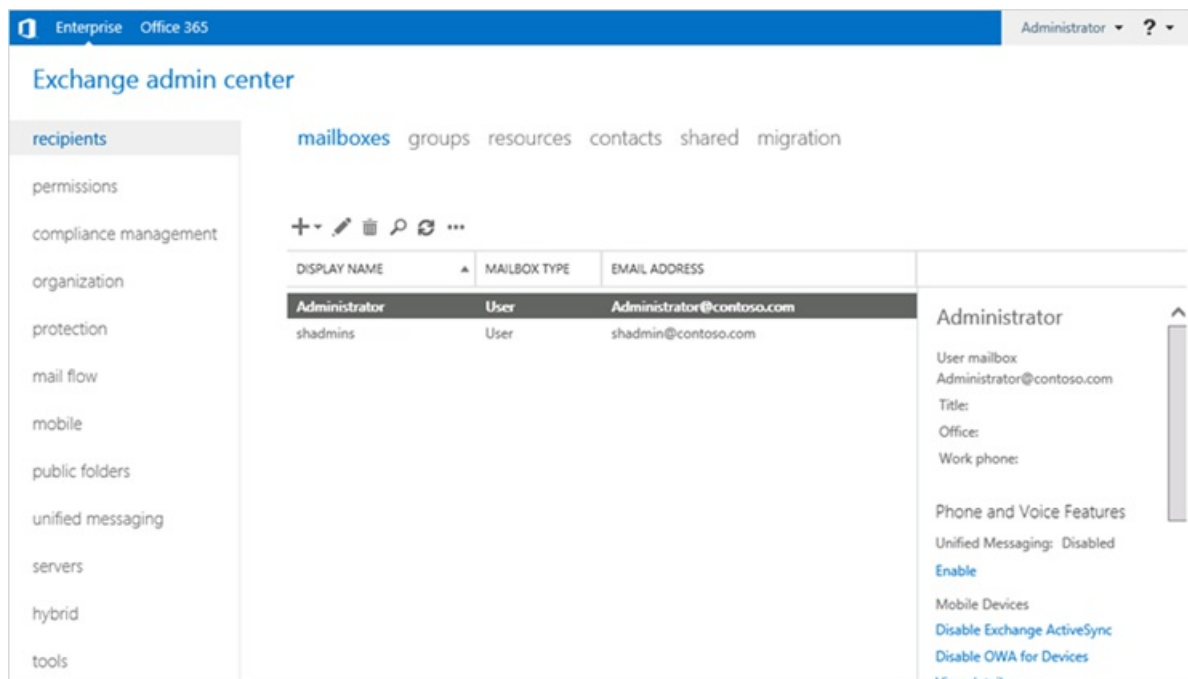 Enterprise Office 365
Administrator ?
Exchange admin center
recipients
permissions
compliance management
organization
protection
mail flow
mobile
public folders
unified messaging
servers
hybrid
tools
mailboxes groups resources contacts shared migration
DISPLAY NAME MAILBOX TYPE EMAIL ADDRESS
Administrator User Administrator@contoso.com
shadmins User shadmin@contoso.com
Administrator
User mailbox
Administrator@contoso.com
Title:
Office:
Work phone:
Phone and Voice Features
Unified Messaging: Disabled
Enable
Mobile Devices
Disable Exchange ActiveSync
Disable OWA for Devices